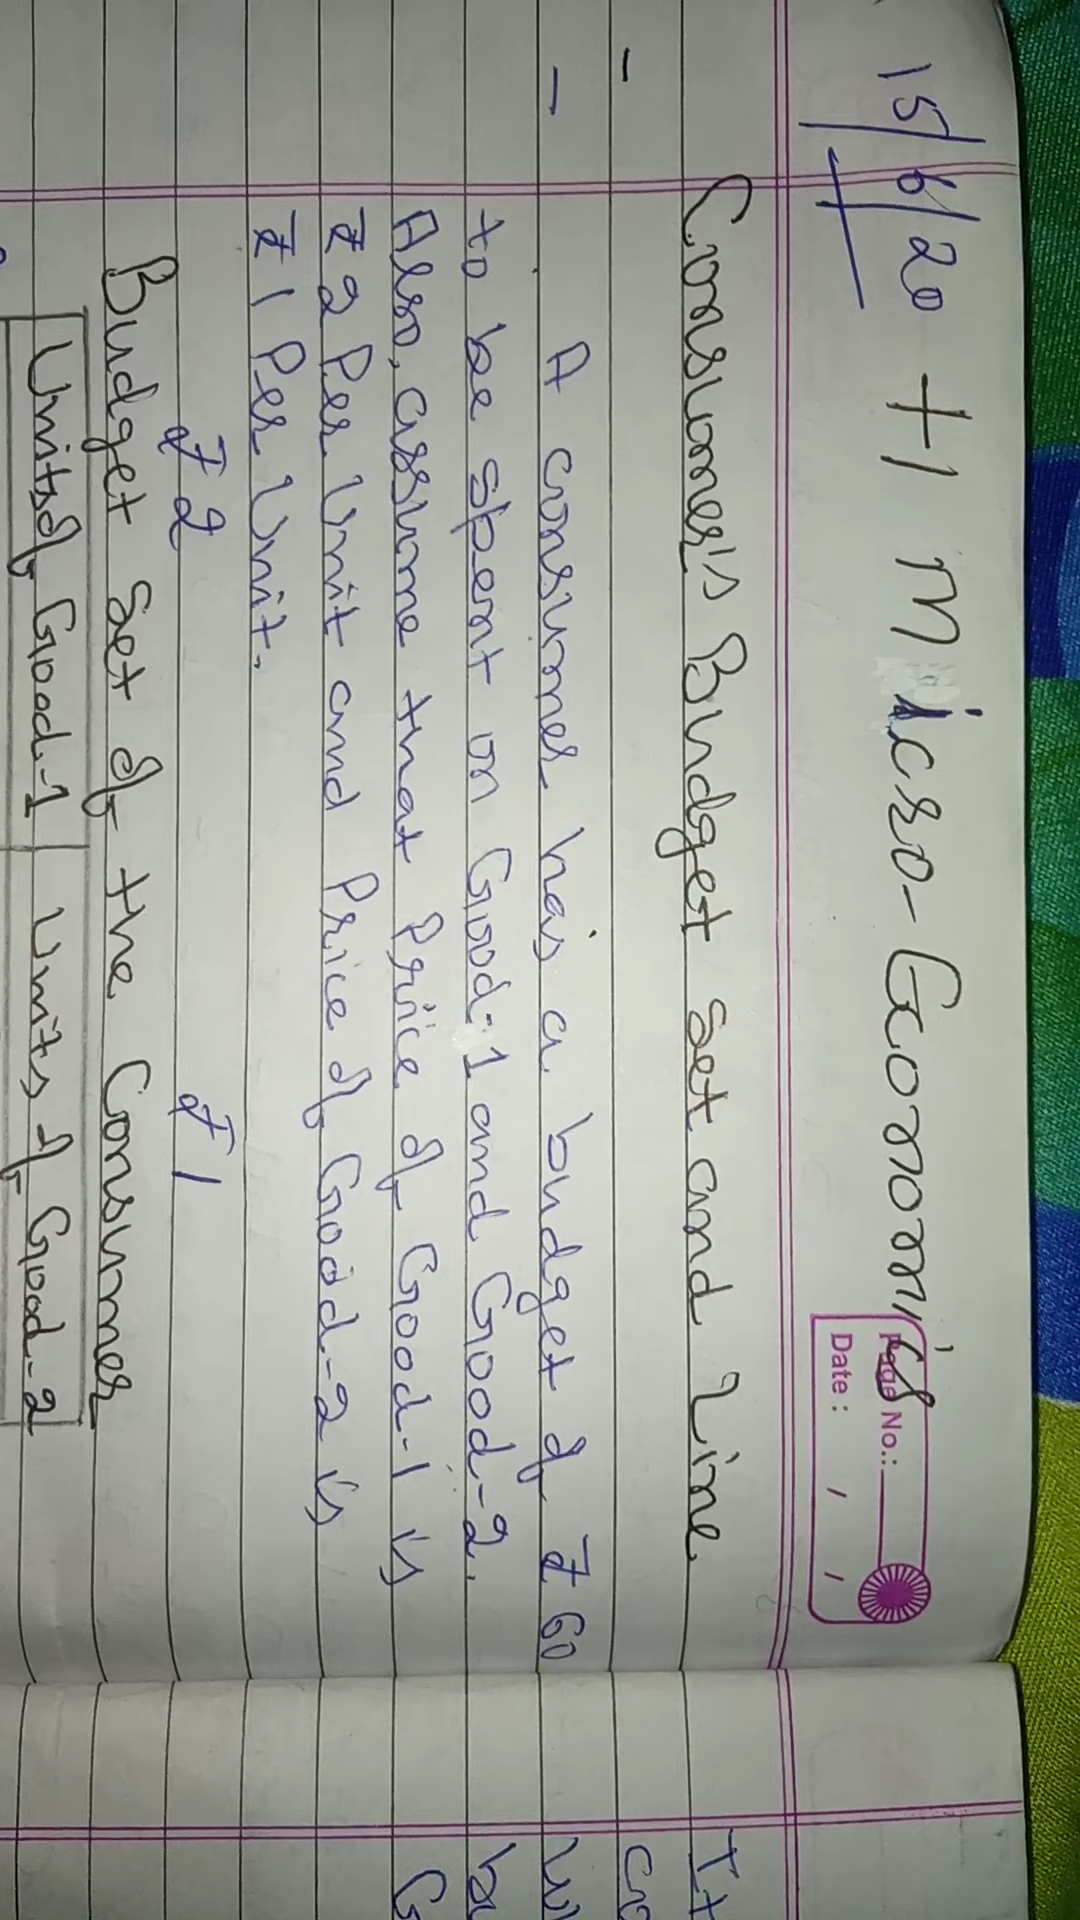 15/6/20 +1 Micro-Economics
Page No.:
Date : / /
Consumer's Budget set and Line
- A consumer has a budget of ₹ 60
to be spent on Good-1 and Good-2.
Also, assume that Price of Good-1 is
₹ 2 Per Unit and Price of Good-2 is
₹ 1 Per Unit.
₹ 2 ₹ 1
Budget Set of the Consumer
Units of Good-1 Units of Good-2
It